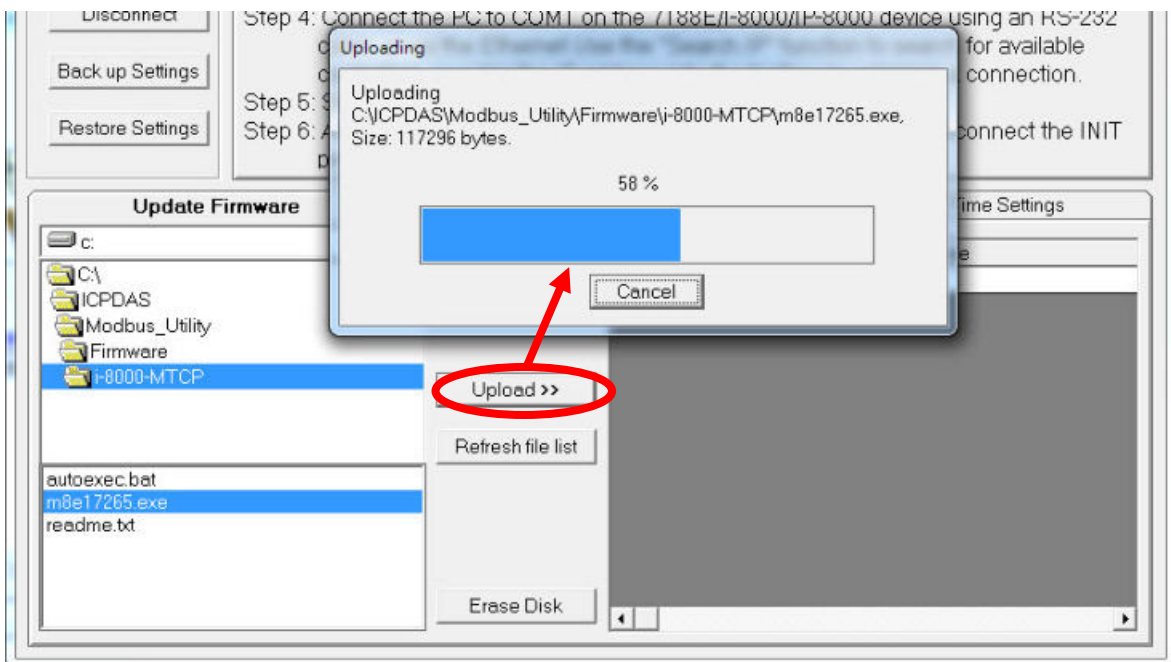 Disconnect
Step 4: Connect the PC to COM1 on the 7188E/I-8000/IP-8000 device using an RS-232
Uploading
for available
Back up Settings
connection.
Uploading
C:\ICPDAS\Modbus_Utility\Firmware\i-8000-MTCP\m8e17265.exe,
Size: 117296 bytes.
Step 5:
Restore Settings
Step 6:
connect the INIT
58 %
Update Firmware
Time Settings
c:
C:\
ICPDAS
Cancel
Modbus_Utility
Firmware
i-8000-MTCP
Upload >>
Refresh file list
autoexec.bat
m8e17265.exe
readme.txt
Erase Disk